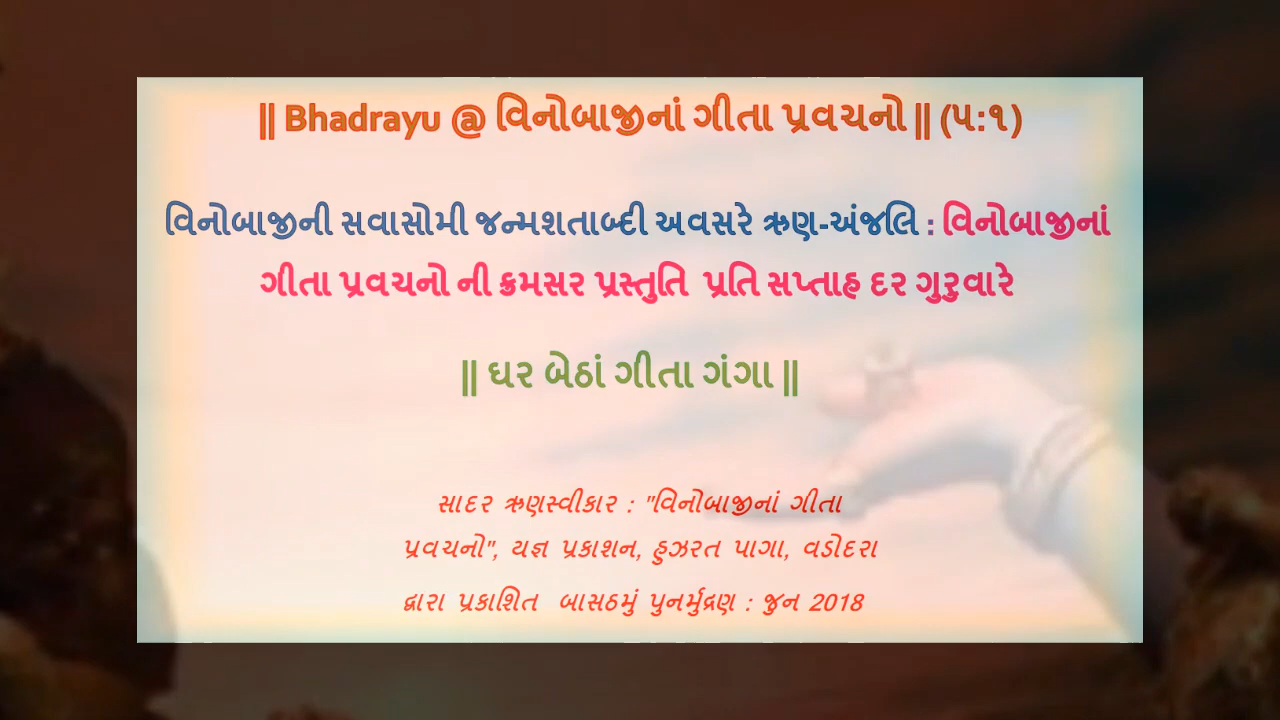 || Bhadrayu @ વિનોબાજીનાં ગીતા પ્રવચનો || (૫:૧)
વિનોબાજીની સવાસોમી જન્મશતાબ્દી અવસરે ઋણ-અંજલિ : વિનોબાજીનાં
ગીતા પ્રવચનો ની ક્રમસર પ્રસ્તુતિ પ્રતિ સપ્તાહ દર ગુરુવારે
|| ઘર બેઠાં ગીતા ગંગા ||
સાદર ઋણસ્વીકાર : "વિનોબાજીનાં ગીતા
પ્રવચનો", યજ્ઞ પ્રકાશન, હુઝરત પાગા, વડોદરા
દ્વારા પ્રકાશિત બાસઠમું પુનર્મુદ્રણ : જુન 2018